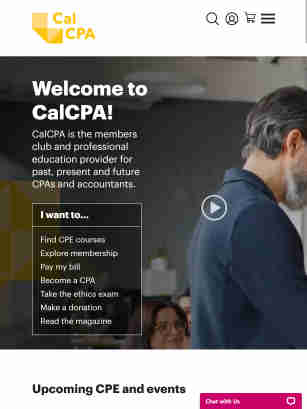 Cal
CPA
Welcome to
CalCPA!
CalCPA is the members
club and professional
education provider for
past, present and future
CPAs and accountants.
I want to...
Find CPE courses
Explore membership
Pay my bill
Become a CPA
Take the ethics exam
Make a donation
Read the magazine
Upcoming CPE and events
Chat with Us